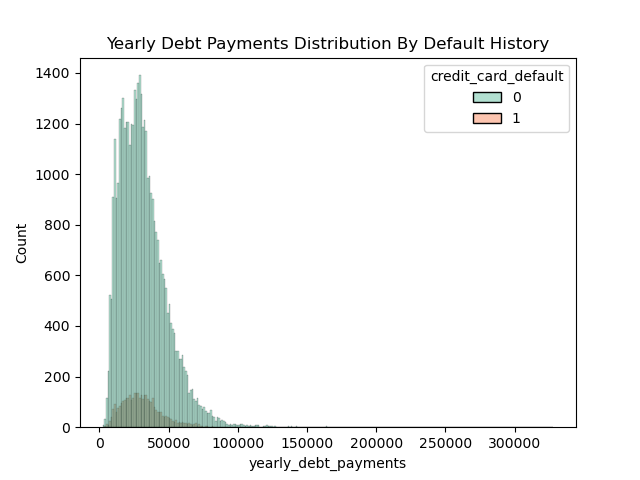 Yearly Debt Payments Distribution By Default History
credit_card_default
0
1
Count
1400
1200
1000
800
600
400
200
0
0 50000 100000 150000 200000 250000 300000
yearly_debt_payments